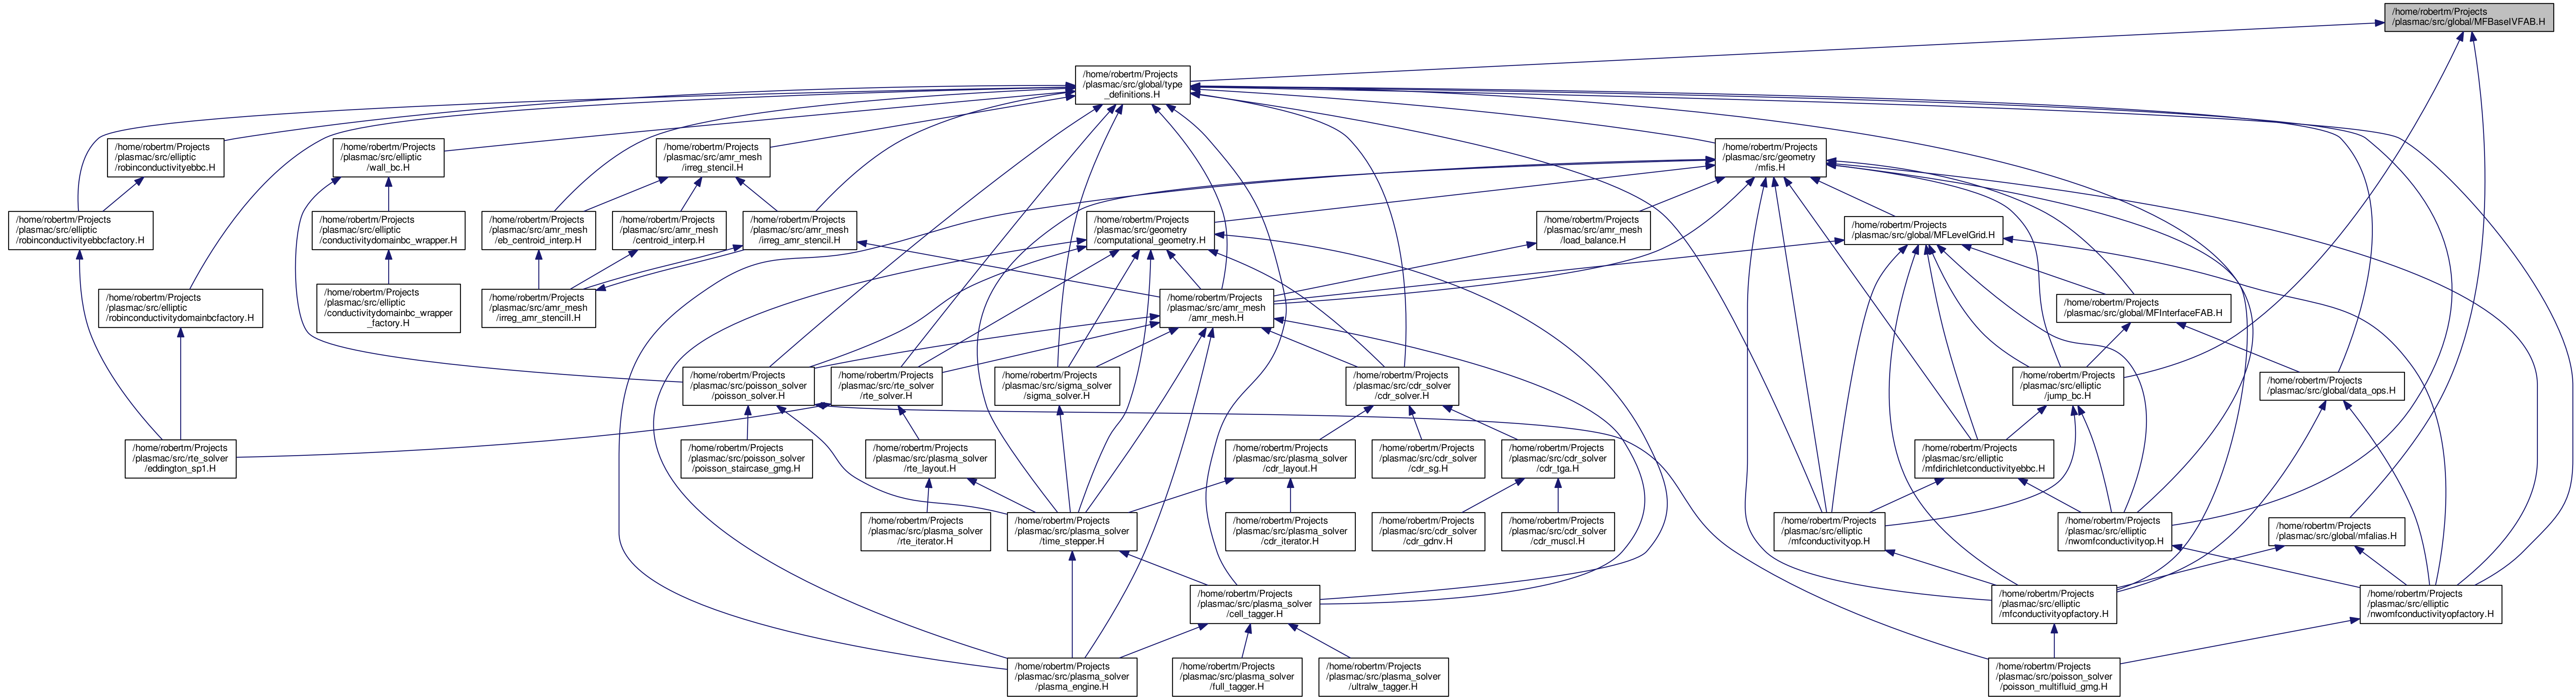 /home/robertm/Projects
/plasmac/src/global/MFBaseIVFAB.H
/home/robertm/Projects
/plasmac/src/global/type
_definitions.H
/home/robertm/Projects
/plasmac/src/elliptic
/robinconductivityebbc.H
/home/robertm/Projects
/plasmac/src/elliptic
/wall_bc.H
/home/robertm/Projects
/plasmac/src/amr_mesh
/irreg_stencil.H
/home/robertm/Projects
/plasmac/src/geometry
/mfis.H
/home/robertm/Projects
/plasmac/src/elliptic
/robinconductivityebbcfactory.H
/home/robertm/Projects
/plasmac/src/elliptic
/conductivitydomainbc_wrapper.H
/home/robertm/Projects
/plasmac/src/amr_mesh
/eb_centroid_interp.H
/home/robertm/Projects
/plasmac/src/amr_mesh
/centroid_interp.H
/home/robertm/Projects
/plasmac/src/amr_mesh
/irreg_amr_stencil.H
/home/robertm/Projects
/plasmac/src/geometry
/computational_geometry.H
/home/robertm/Projects
/plasmac/src/amr_mesh
/load_balance.H
/home/robertm/Projects
/plasmac/src/global/MFLevelGrid.H
/home/robertm/Projects
/plasmac/src/elliptic
/robinconductivitydomainbcfactory.H
/home/robertm/Projects
/plasmac/src/elliptic
/conductivitydomainbc_wrapper
_factory.H
/home/robertm/Projects
/plasmac/src/amr_mesh
/irreg_amr_stencilI.H
/home/robertm/Projects
/plasmac/src/amr_mesh
/amr_mesh.H
/home/robertm/Projects
/plasmac/src/global/MFInterfaceFAB.H
/home/robertm/Projects
/plasmac/src/poisson_solver
/poisson_solver.H
/home/robertm/Projects
/plasmac/src/rte_solver
/rte_solver.H
/home/robertm/Projects
/plasmac/src/sigma_solver
/sigma_solver.H
/home/robertm/Projects
/plasmac/src/cdr_solver
/cdr_solver.H
/home/robertm/Projects
/plasmac/src/elliptic
/jump_bc.H
/home/robertm/Projects
/plasmac/src/global/data_ops.H
/home/robertm/Projects
/plasmac/src/rte_solver
/eddington_sp1.H
/home/robertm/Projects
/plasmac/src/poisson_solver
/poisson_staircase_gmg.H
/home/robertm/Projects
/plasmac/src/plasma_solver
/rte_layout.H
/home/robertm/Projects
/plasmac/src/plasma_solver
/cdr_layout.H
/home/robertm/Projects
/plasmac/src/cdr_solver
/cdr_sg.H
/home/robertm/Projects
/plasmac/src/cdr_solver
/cdr_tga.H
/home/robertm/Projects
/plasmac/src/elliptic
/mfdirichletconductivityebbc.H
/home/robertm/Projects
/plasmac/src/plasma_solver
/rte_iterator.H
/home/robertm/Projects
/plasmac/src/plasma_solver
/time_stepper.H
/home/robertm/Projects
/plasmac/src/plasma_solver
/cdr_iterator.H
/home/robertm/Projects
/plasmac/src/cdr_solver
/cdr_gdnv.H
/home/robertm/Projects
/plasmac/src/cdr_solver
/cdr_muscl.H
/home/robertm/Projects
/plasmac/src/elliptic
/mfconductivityop.H
/home/robertm/Projects
/plasmac/src/elliptic
/nwomfconductivityop.H
/home/robertm/Projects
/plasmac/src/global/mfalias.H
/home/robertm/Projects
/plasmac/src/plasma_solver
/cell_tagger.H
/home/robertm/Projects
/plasmac/src/elliptic
/mfconductivityopfactory.H
/home/robertm/Projects
/plasmac/src/elliptic
/nwomfconductivityopfactory.H
/home/robertm/Projects
/plasmac/src/plasma_solver
/plasma_engine.H
/home/robertm/Projects
/plasmac/src/plasma_solver
/full_tagger.H
/home/robertm/Projects
/plasmac/src/plasma_solver
/ultralw_tagger.H
/home/robertm/Projects
/plasmac/src/poisson_solver
/poisson_multifluid_gmg.H